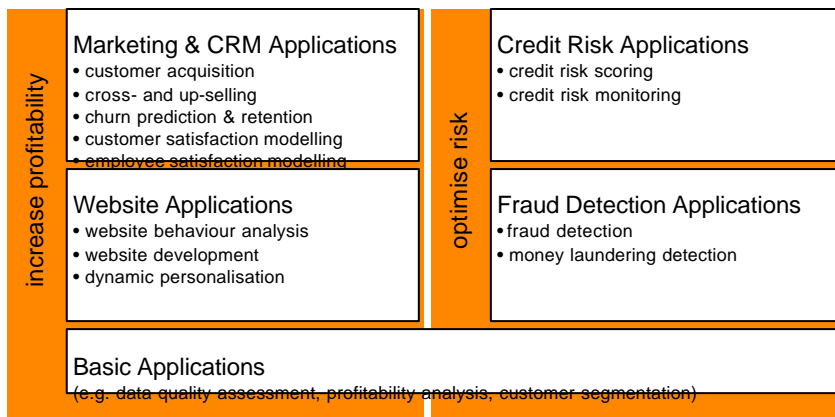 increase profitability
Marketing & CRM Applications
• customer acquisition
• cross- and up-selling
• churn prediction & retention
• customer satisfaction modelling
• employee satisfaction modelling
Website Applications
• website behaviour analysis
• website development
• dynamic personalisation
optimise risk
Credit Risk Applications
• credit risk scoring
• credit risk monitoring
Fraud Detection Applications
• fraud detection
• money laundering detection
Basic Applications
(e.g. data quality assessment, profitability analysis, customer segmentation)